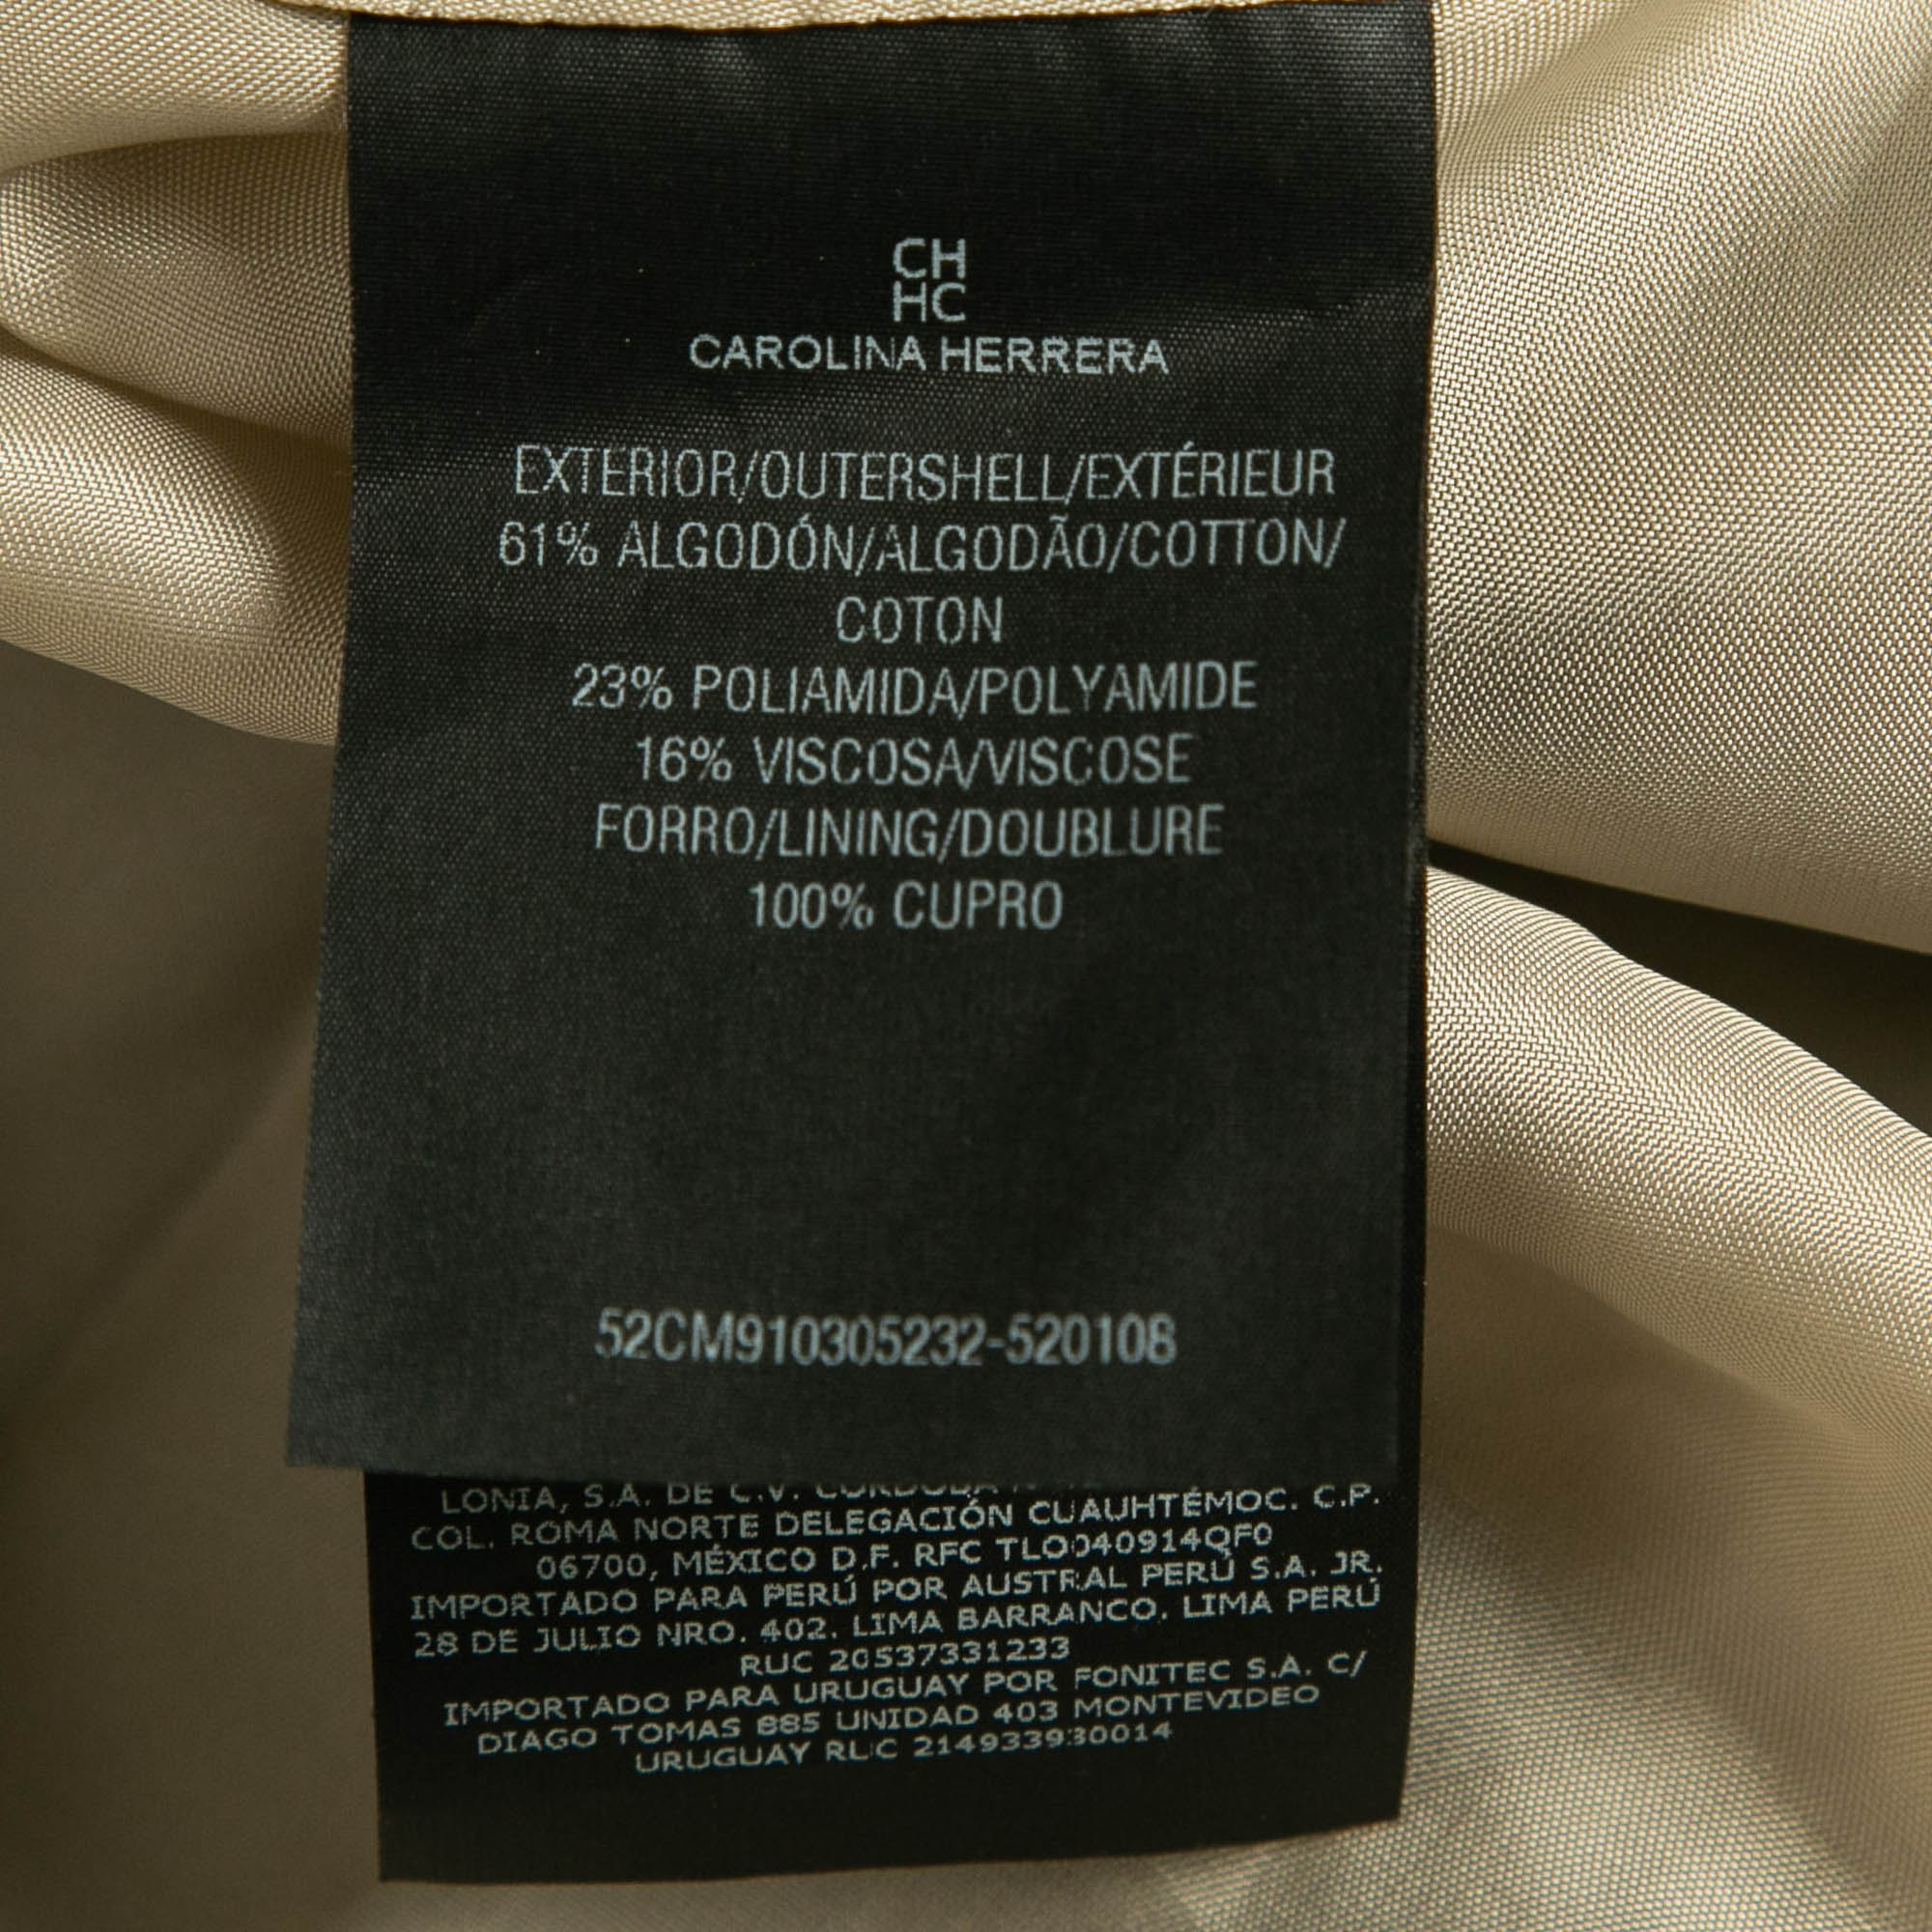 CH
HC
CAROLINA HERRERA
EXTERIOR/OUTERSHELL/EXTÉRIEUR
61% ALGODÓN/ALGODÃO/COTTON/
COTON
23% POLIAMIDA/POLYAMIDE
16% VISCOSA/VISCOSE
FORRO/LINING/DOUBLURE
100% CUPRO
52CM910305232-520108
LONIA, S.A. DE C.V.
COL. ROMA NORTE DELEGACIÓN CUAUHTÉMOC. C.P.
06700, MÉXICO D.F. RFC TLO040914QF0
IMPORTADO PARA PERÚ POR AUSTRAL PERÚ S.A. JR.
28 DE JULIO NRO. 402. LIMA BARRANCO. LIMA PERÚ
RUC 20537331233
IMPORTADO PARA URUGUAY POR FONITEC S.A. C/
DIAGO TOMAS 885 UNIDAD 403 MONTEVIDEO
URUGUAY RUC 214933930014